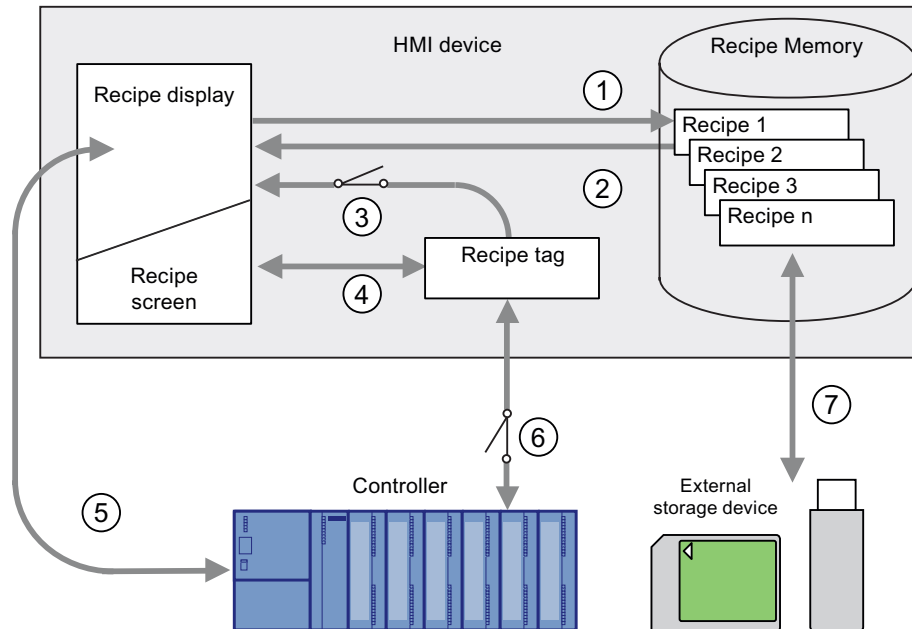 HMI device
Recipe Memory
Recipe display
1
Recipe 1
Recipe 2
2
Recipe 3
3
Recipe n
Recipe tag
4
Recipe
screen
7
6
Controller
External
storage device
5